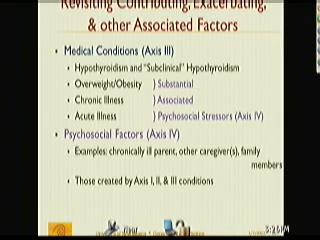 Revisiting Contributing, Exacerbating,
& other Associated Factors
• Medical Conditions (Axis III)
• Hypothyroidism and "Subclinical" Hypothyroidism
• Overweight/Obesity } Substantial
• Chronic Illness } Associated
• Acute Illness } Psychosocial Stressors (Axis IV)
• Psychosocial Factors (Axis IV)
• Examples: chronically ill parent, other caregiver(s), family
members
• Those created by Axis I, II, & III conditions